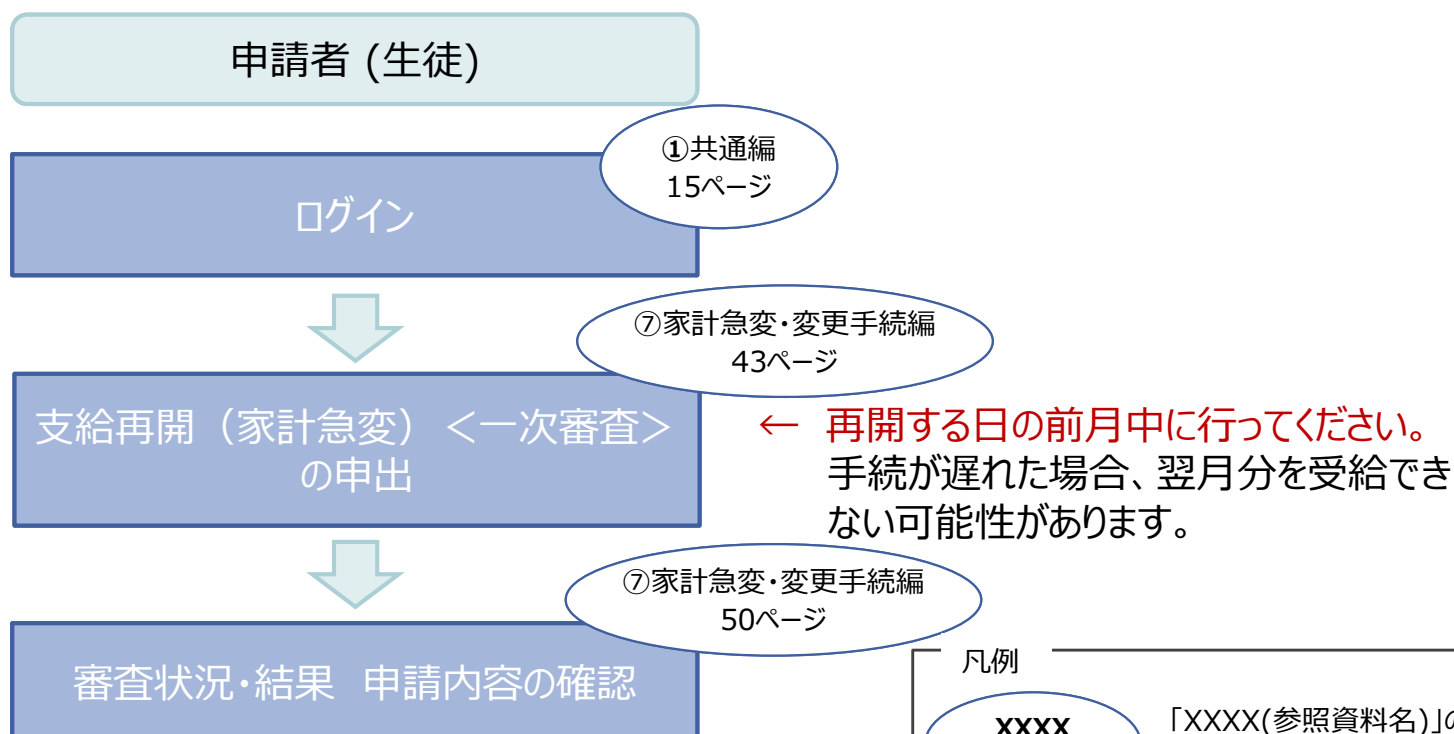 申請者 (生徒)
①共通編
15ページ
ログイン
⑦家計急変・変更手続編
43ページ
支給再開（家計急変）＜一次審査＞
の申出
← 再開する日の前月中に行ってください。
手続が遅れた場合、翌月分を受給でき
ない可能性があります。
⑦家計急変・変更手続編
50ページ
審査状況・結果　申請内容の確認
凡例
XXXX
「XXXX(参照資料名)」の